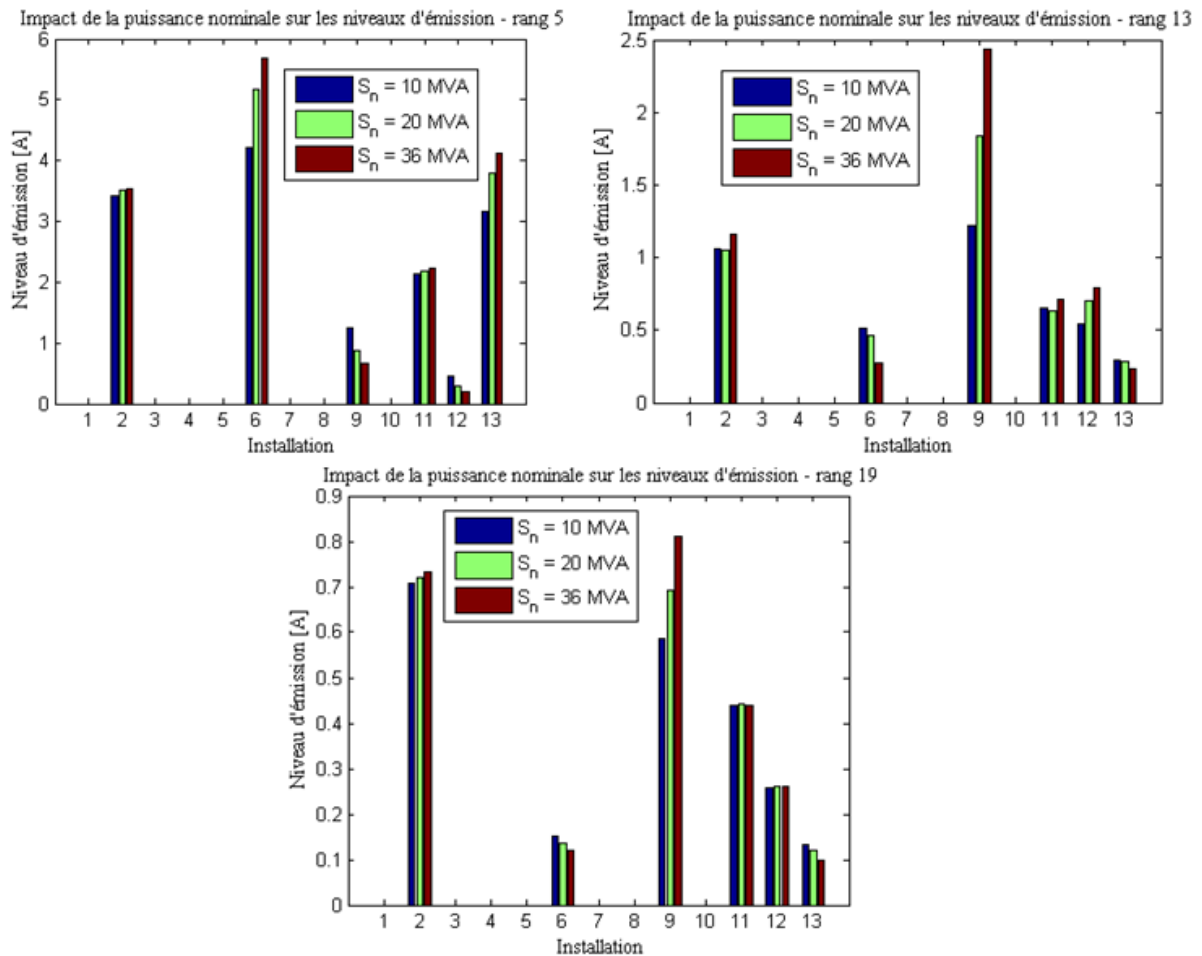 Impact de la puissance nominale sur les niveaux d'émission - rang 5
6
5
4
3
2
1
0
Niveau d'émission [A]
S_n = 10 MVA
S_n = 20 MVA
S_n = 36 MVA
1 2 3 4 5 6 7 8 9 10 11 12 13
Installation
Impact de la puissance nominale sur les niveaux d'émission - rang 13
2.5
2
1.5
1
0.5
0
Niveau d'émission [A]
S_n = 10 MVA
S_n = 20 MVA
S_n = 36 MVA
1 2 3 4 5 6 7 8 9 10 11 12 13
Installation
Impact de la puissance nominale sur les niveaux d'émission - rang 19
0.9
0.8
0.7
0.6
0.5
0.4
0.3
0.2
0.1
0
Niveau d'émission [A]
S_n = 10 MVA
S_n = 20 MVA
S_n = 36 MVA
1 2 3 4 5 6 7 8 9 10 11 12 13
Installation